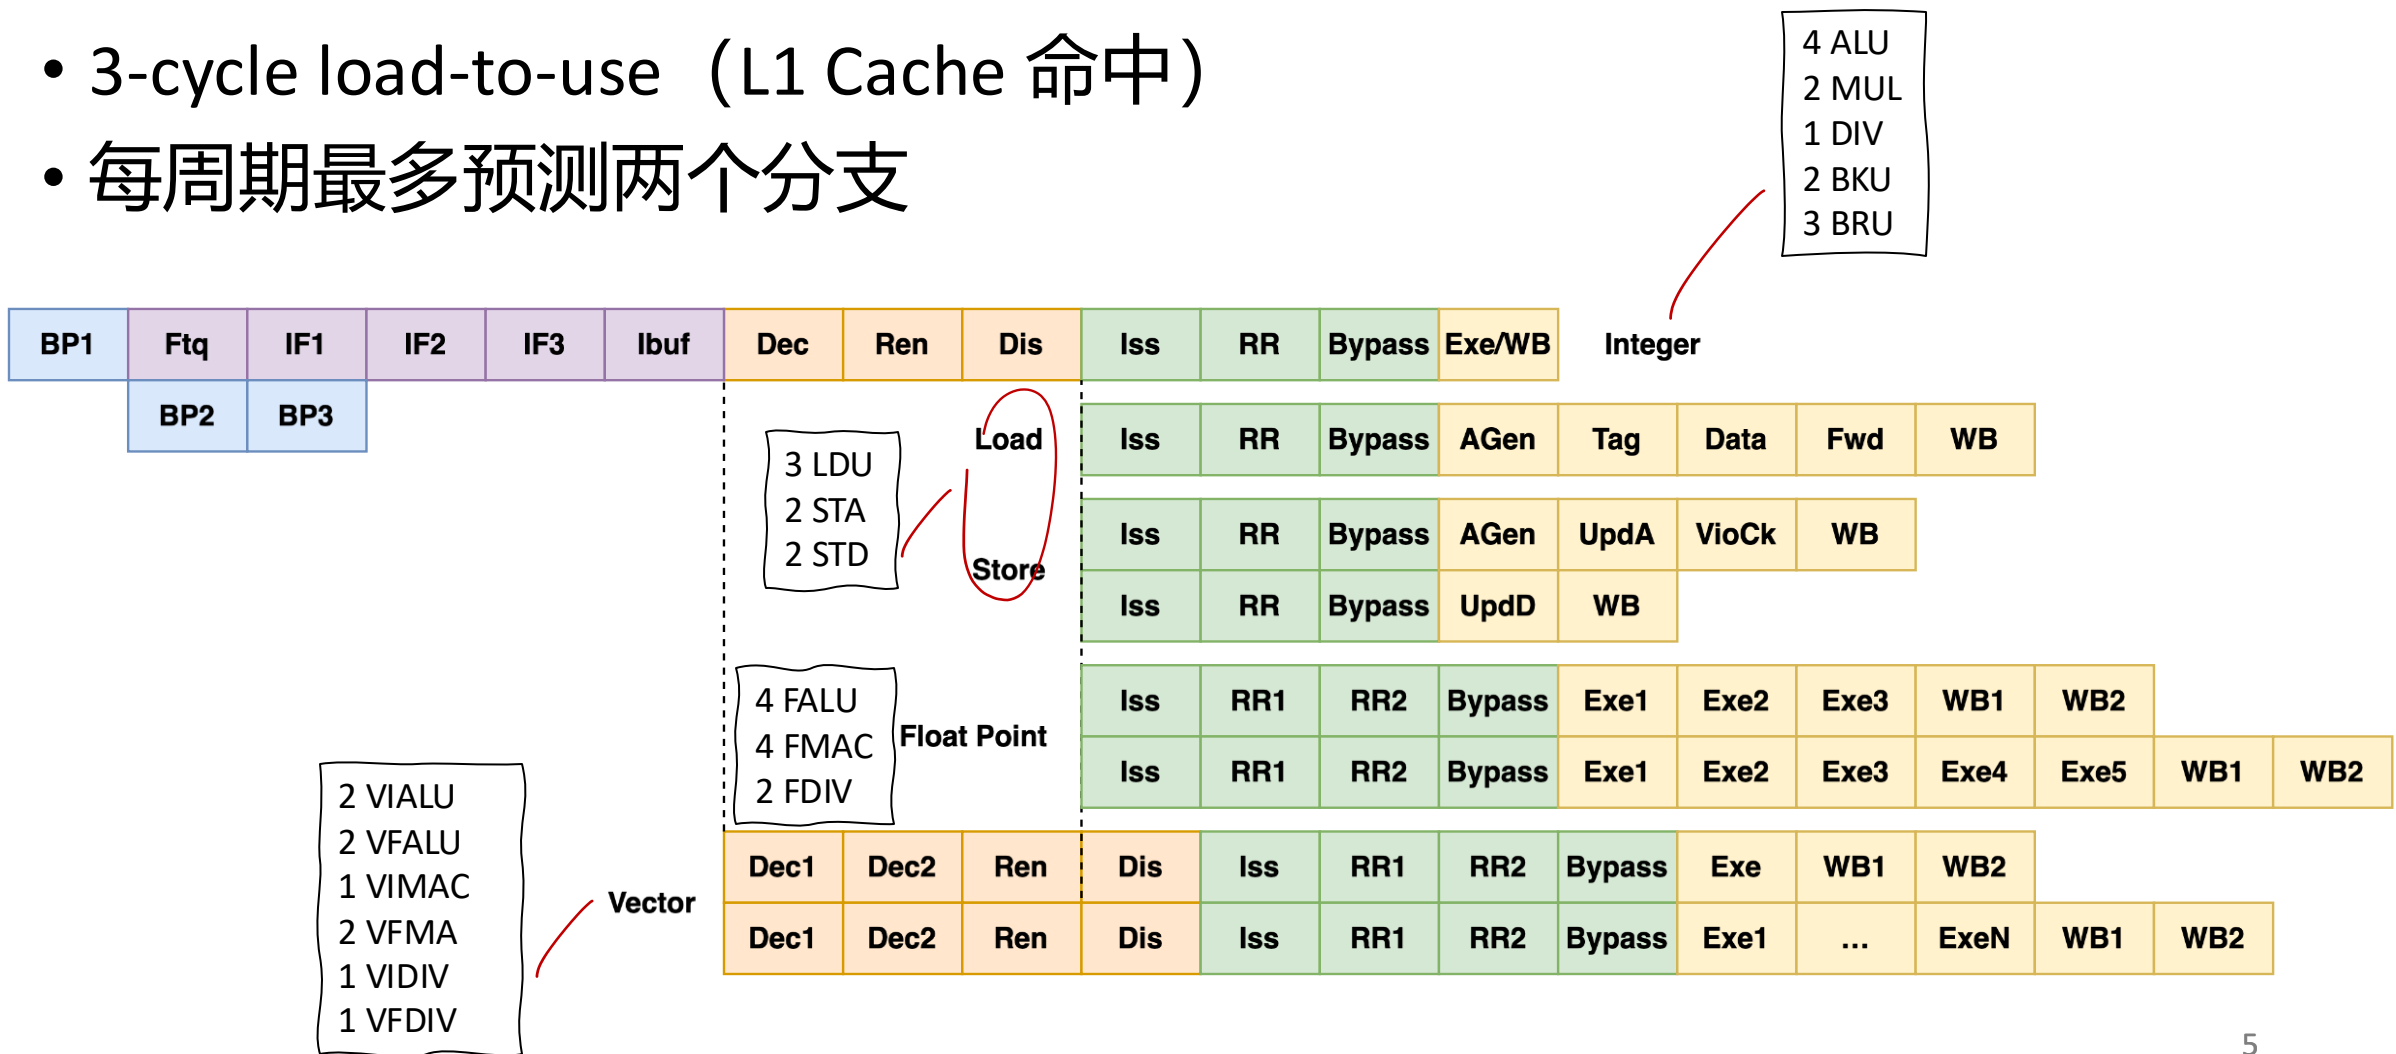 • 3-cycle load-to-use（L1 Cache 命中）
• 每周期最多预测两个分支
4 ALU
2 MUL
1 DIV
2 BKU
3 BRU
BP1 Ftq IF1 IF2 IF3 Ibuf Dec Ren Dis Iss RR Bypass Exe/WB Integer
BP2 BP3
3 LDU
2 STA
2 STD
Load Iss RR Bypass AGen Tag Data Fwd WB
Store
Iss RR Bypass AGen UpdA VioCk WB
Iss RR Bypass UpdD WB
4 FALU
4 FMAC
2 FDIV
Float Point
Iss RR1 RR2 Bypass Exe1 Exe2 Exe3 WB1 WB2
Iss RR1 RR2 Bypass Exe1 Exe2 Exe3 Exe4 Exe5 WB1 WB2
2 VIALU
2 VFALU
1 VIMAC
2 VFMA
1 VIDIV
1 VFDIV
Vector
Dec1 Dec2 Ren Dis Iss RR1 RR2 Bypass Exe WB1 WB2
Dec1 Dec2 Ren Dis Iss RR1 RR2 Bypass Exe1 ... ExeN WB1 WB2
5